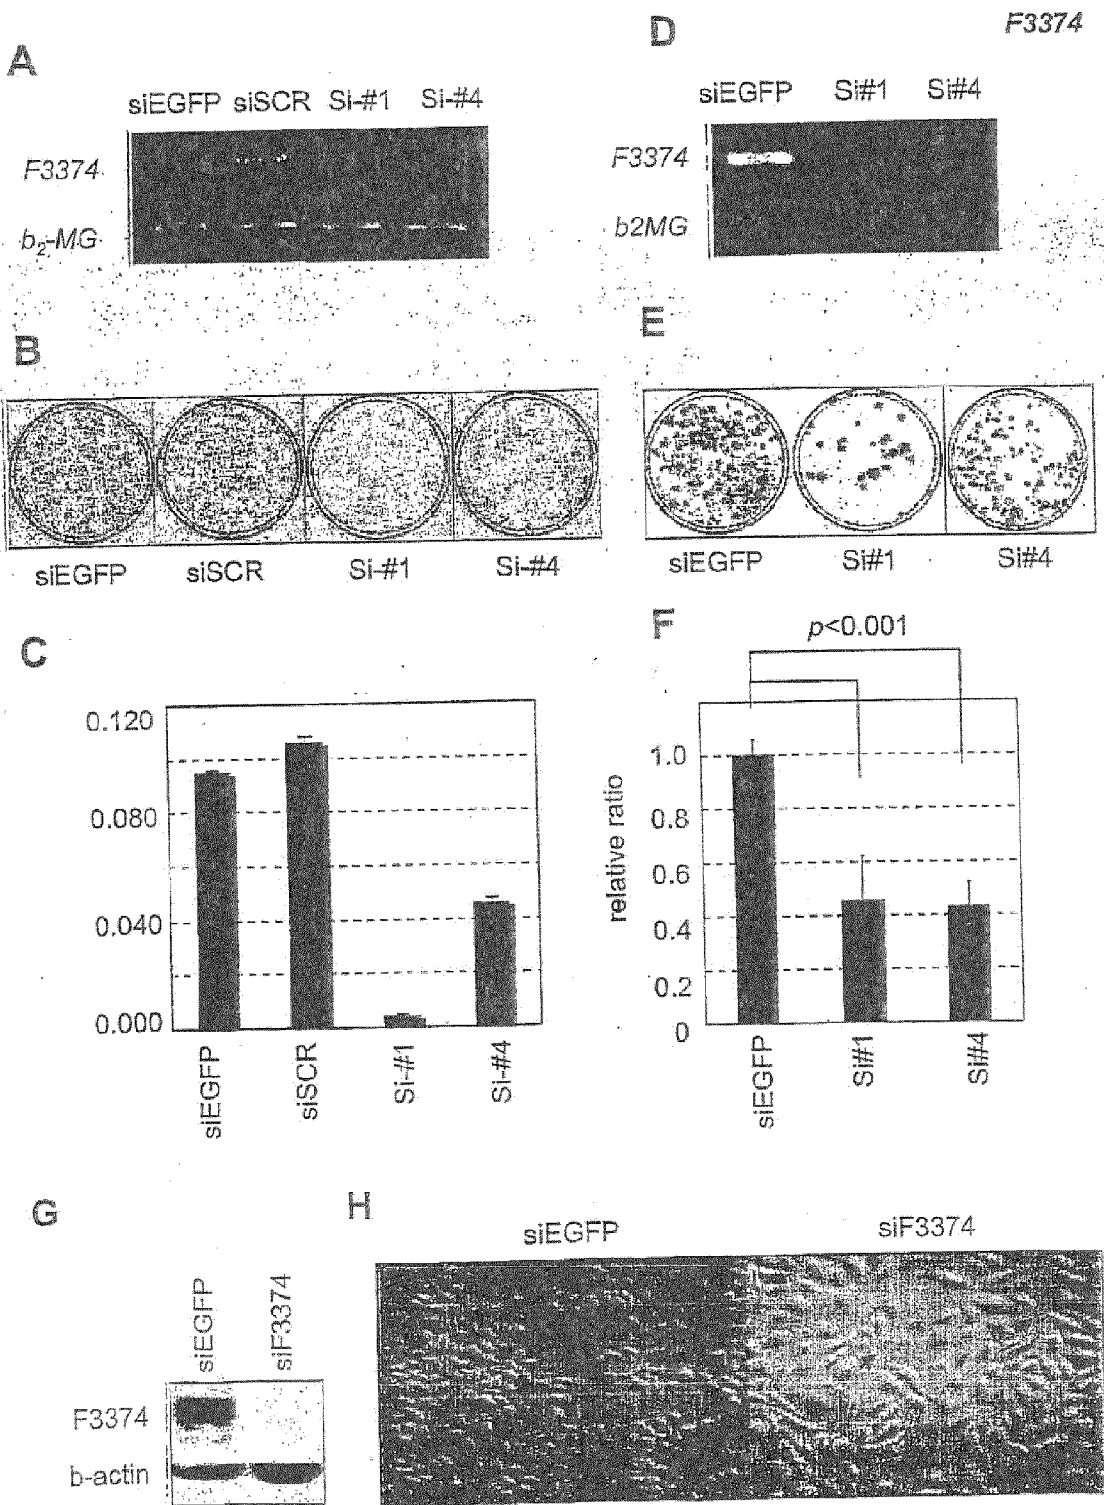 F3374
A
siEGFP siSCR Si-#1 Si-#4
F3374
b2-MG
D
siEGFP Si#1 Si#4
F3374
b2MG
B
siEGFP siSCR Si-#1 Si-#4
E
siEGFP Si#1 Si#4
C
0.120
0.080
0.040
0.000
siEGFP siSCR Si-#1 Si-#4
F
p<0.001
relative ratio
1.0
0.8
0.6
0.4
0.2
0
siEGFP Si#1 Si#4
G
siEGFP siF3374
F3374
b-actin
H
siEGFP siF3374